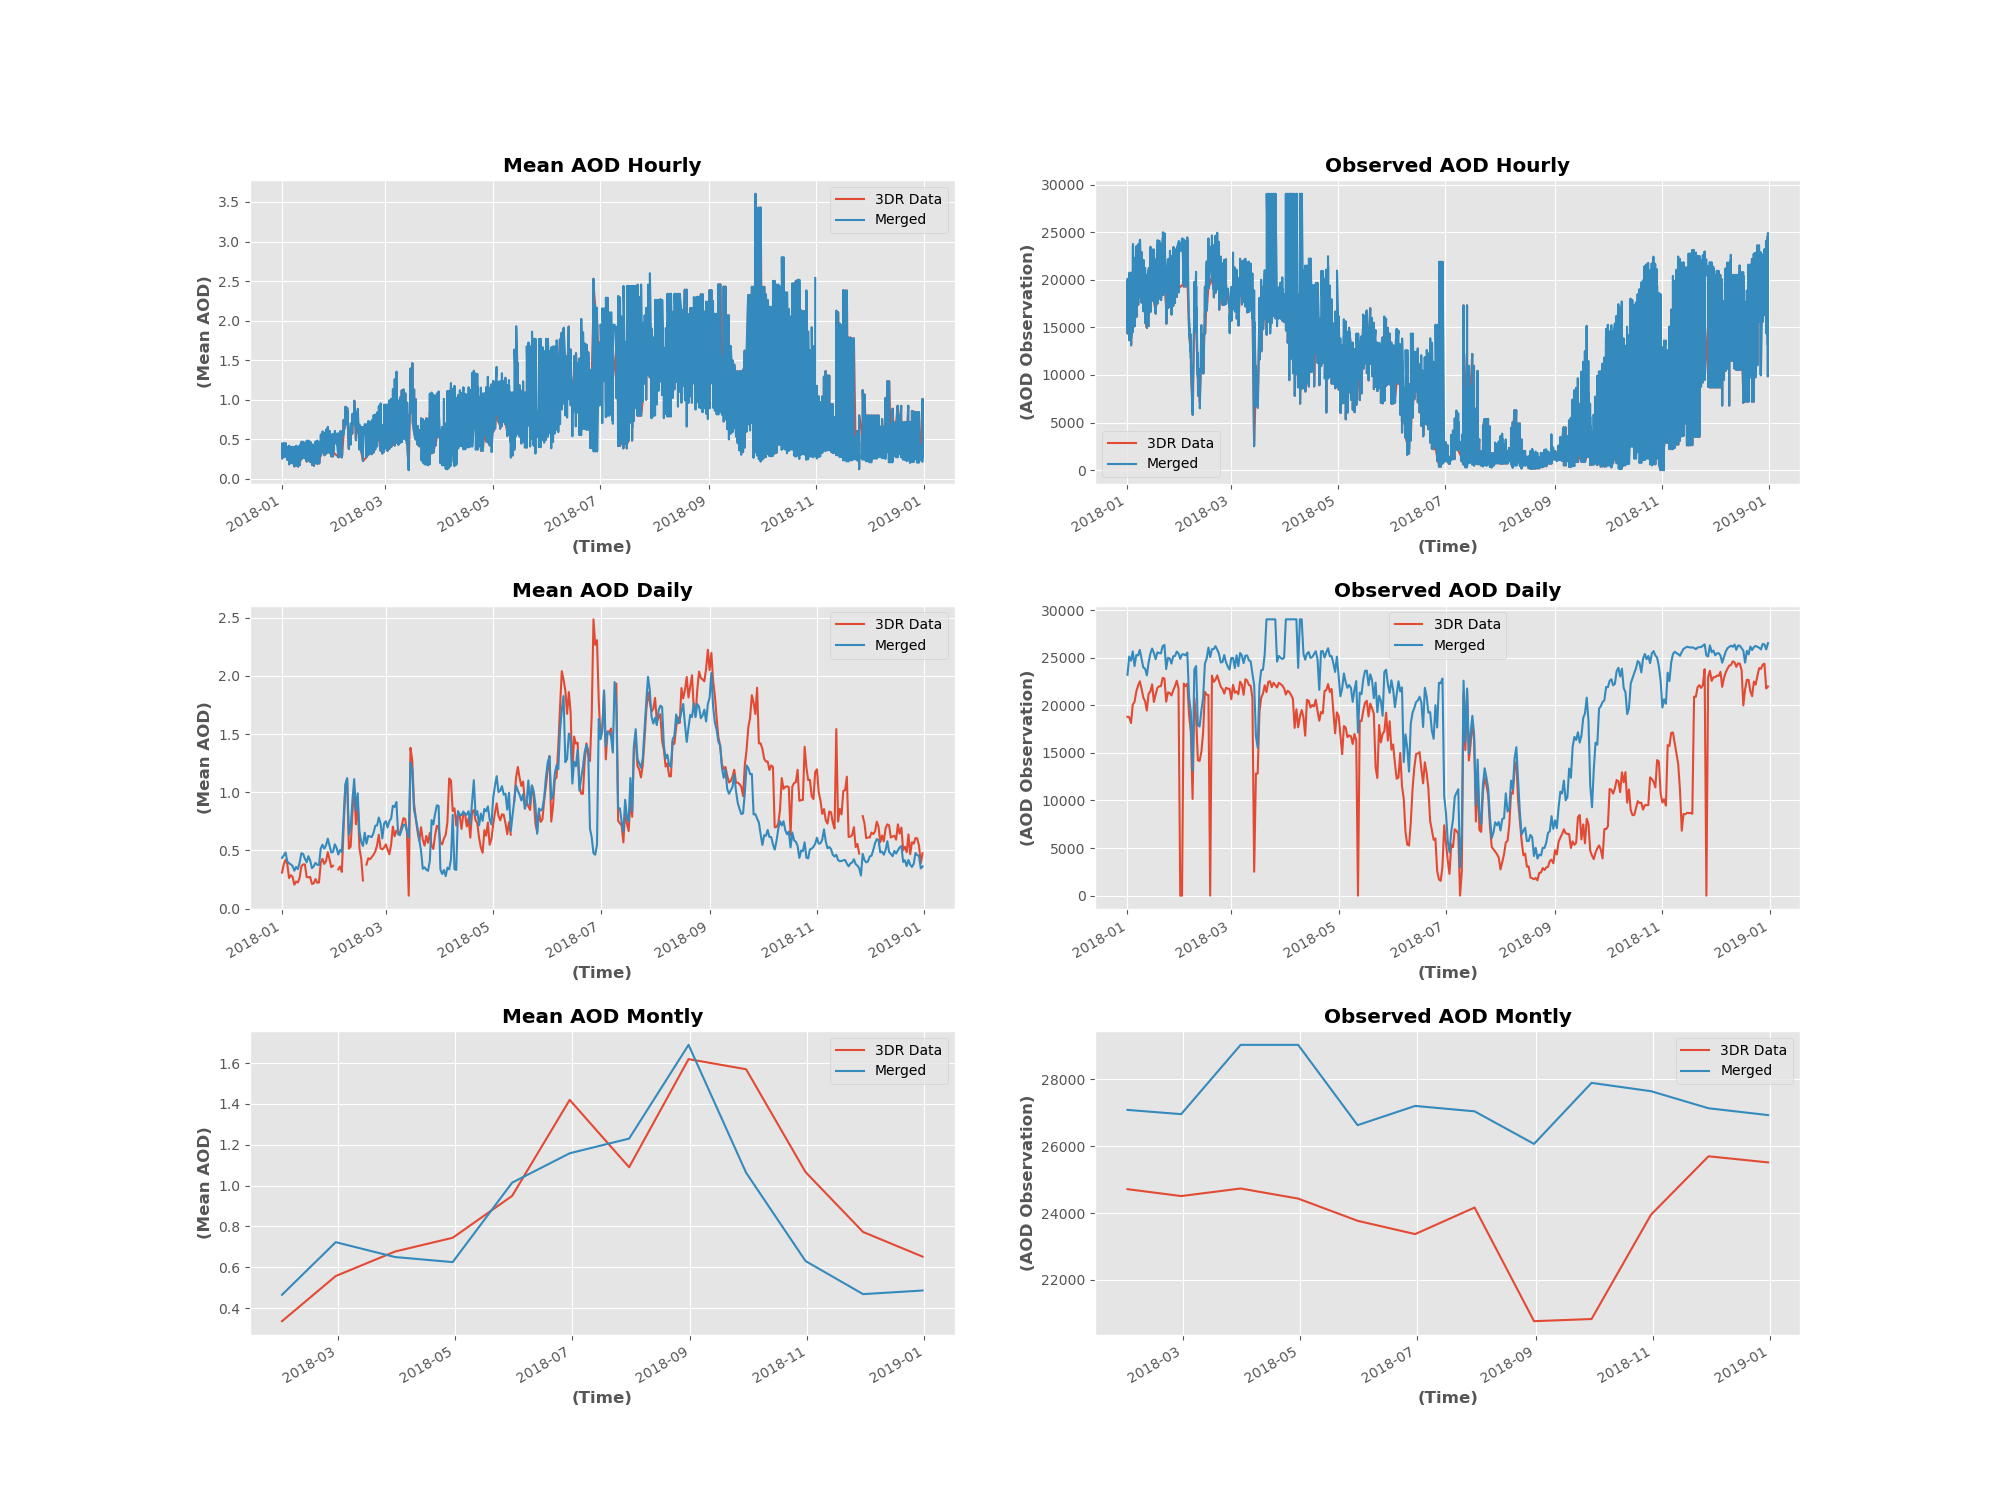 Mean AOD Hourly
3.5
3.0
2.5
2.0
1.5
1.0
0.5
0.0
(Mean AOD)
3DR Data
Merged
2018-01
2018-03
2018-05
2018-07
2018-09
2018-11
2019-01
(Time)
Observed AOD Hourly
30000
25000
20000
15000
10000
5000
0
(AOD Observation)
3DR Data
Merged
2018-01
2018-03
2018-05
2018-07
2018-09
2018-11
2019-01
(Time)
Mean AOD Daily
2.5
2.0
1.5
1.0
0.5
0.0
(Mean AOD)
3DR Data
Merged
2018-01
2018-03
2018-05
2018-07
2018-09
2018-11
2019-01
(Time)
Observed AOD Daily
30000
25000
20000
15000
10000
5000
0
(AOD Observation)
3DR Data
Merged
2018-01
2018-03
2018-05
2018-07
2018-09
2018-11
2019-01
(Time)
Mean AOD Montly
1.6
1.4
1.2
1.0
0.8
0.6
0.4
(Mean AOD)
3DR Data
Merged
2018-03
2018-05
2018-07
2018-09
2018-11
2019-01
(Time)
Observed AOD Montly
28000
26000
24000
22000
(AOD Observation)
3DR Data
Merged
2018-03
2018-05
2018-07
2018-09
2018-11
2019-01
(Time)